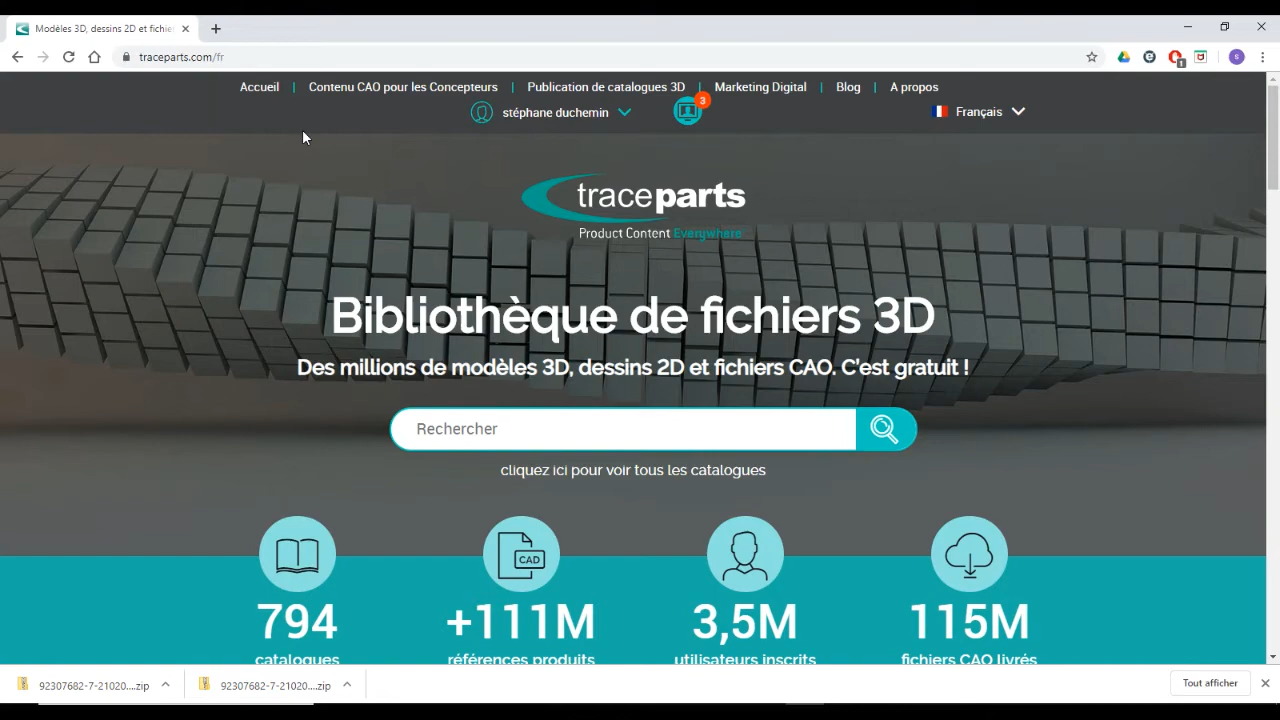 Modèles 3D, dessins 2D et fichie
traceparts.com/fr
1
s
Accueil | Contenu CAO pour les Concepteurs | Publication de catalogues 3D | Marketing Digital | Blog | A propos
stéphane duchemin
3
Français
traceparts
Product Content Everywhere
Bibliothèque de fichiers 3D
Des millions de modèles 3D, dessins 2D et fichiers CAO. C'est gratuit !
Rechercher
cliquez ici pour voir tous les catalogues
CAD
794 +111M 3,5M 115M
catalogues références produits utilisateurs inscrits fichiers CAO livrés
92307682-7-21020....zip 92307682-7-21020....zip Tout afficher